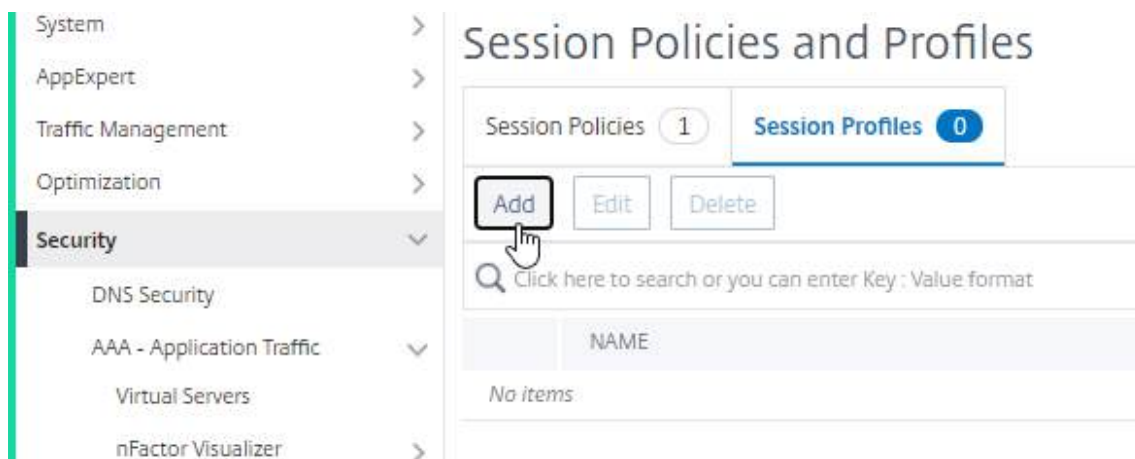 System
AppExpert
Traffic Management
Optimization
Security
DNS Security
AAA - Application Traffic
Virtual Servers
nFactor Visualizer
Session Policies and Profiles
Session Policies 1 Session Profiles 0
Add Edit Delete
Click here to search or you can enter Key : Value format
NAME
No items